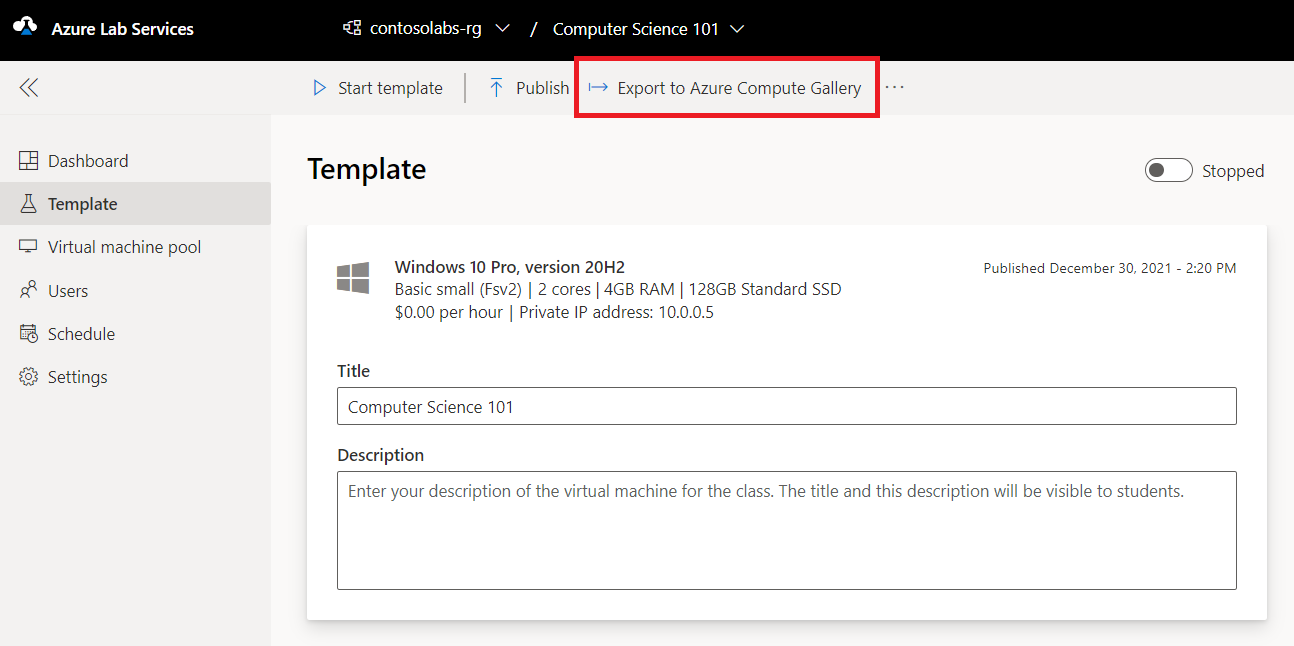 Azure Lab Services
contosolabs-rg / Computer Science 101
Start template | Publish Export to Azure Compute Gallery ...
Dashboard
Template
Virtual machine pool
Users
Schedule
Settings
Template
Stopped
Windows 10 Pro, version 20H2
Published December 30, 2021 - 2:20 PM
Basic small (Fsv2) | 2 cores | 4GB RAM | 128GB Standard SSD
$0.00 per hour | Private IP address: 10.0.0.5
Title
Computer Science 101
Description
Enter your description of the virtual machine for the class. The title and this description will be visible to students.